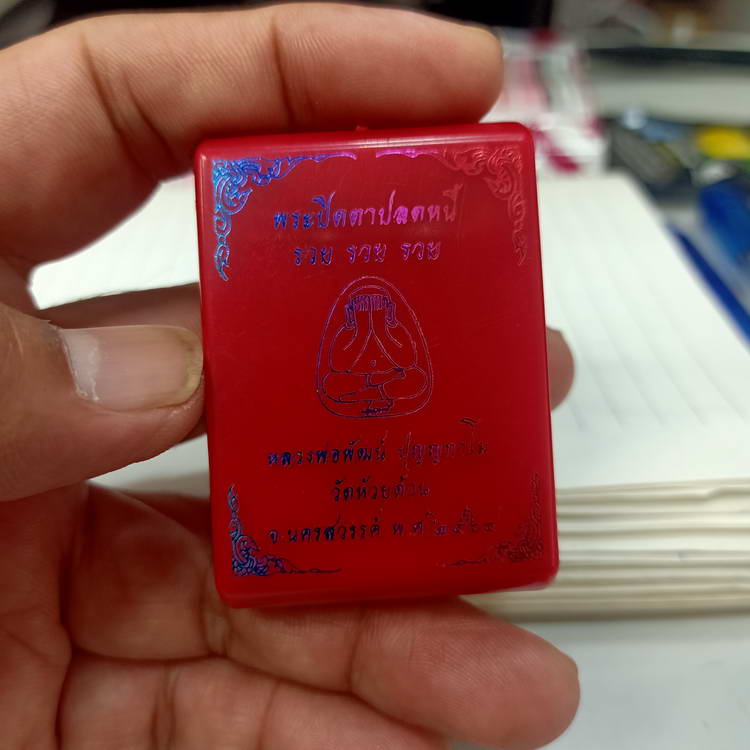 พระปิดตาปลดหนี้
รวย รวย รวย
หลวงพ่อพัฒน์ ปุญญกาโม
วัดห้วยด้วน
จ.นครสวรรค์ พ.ศ.๒๕๖๔